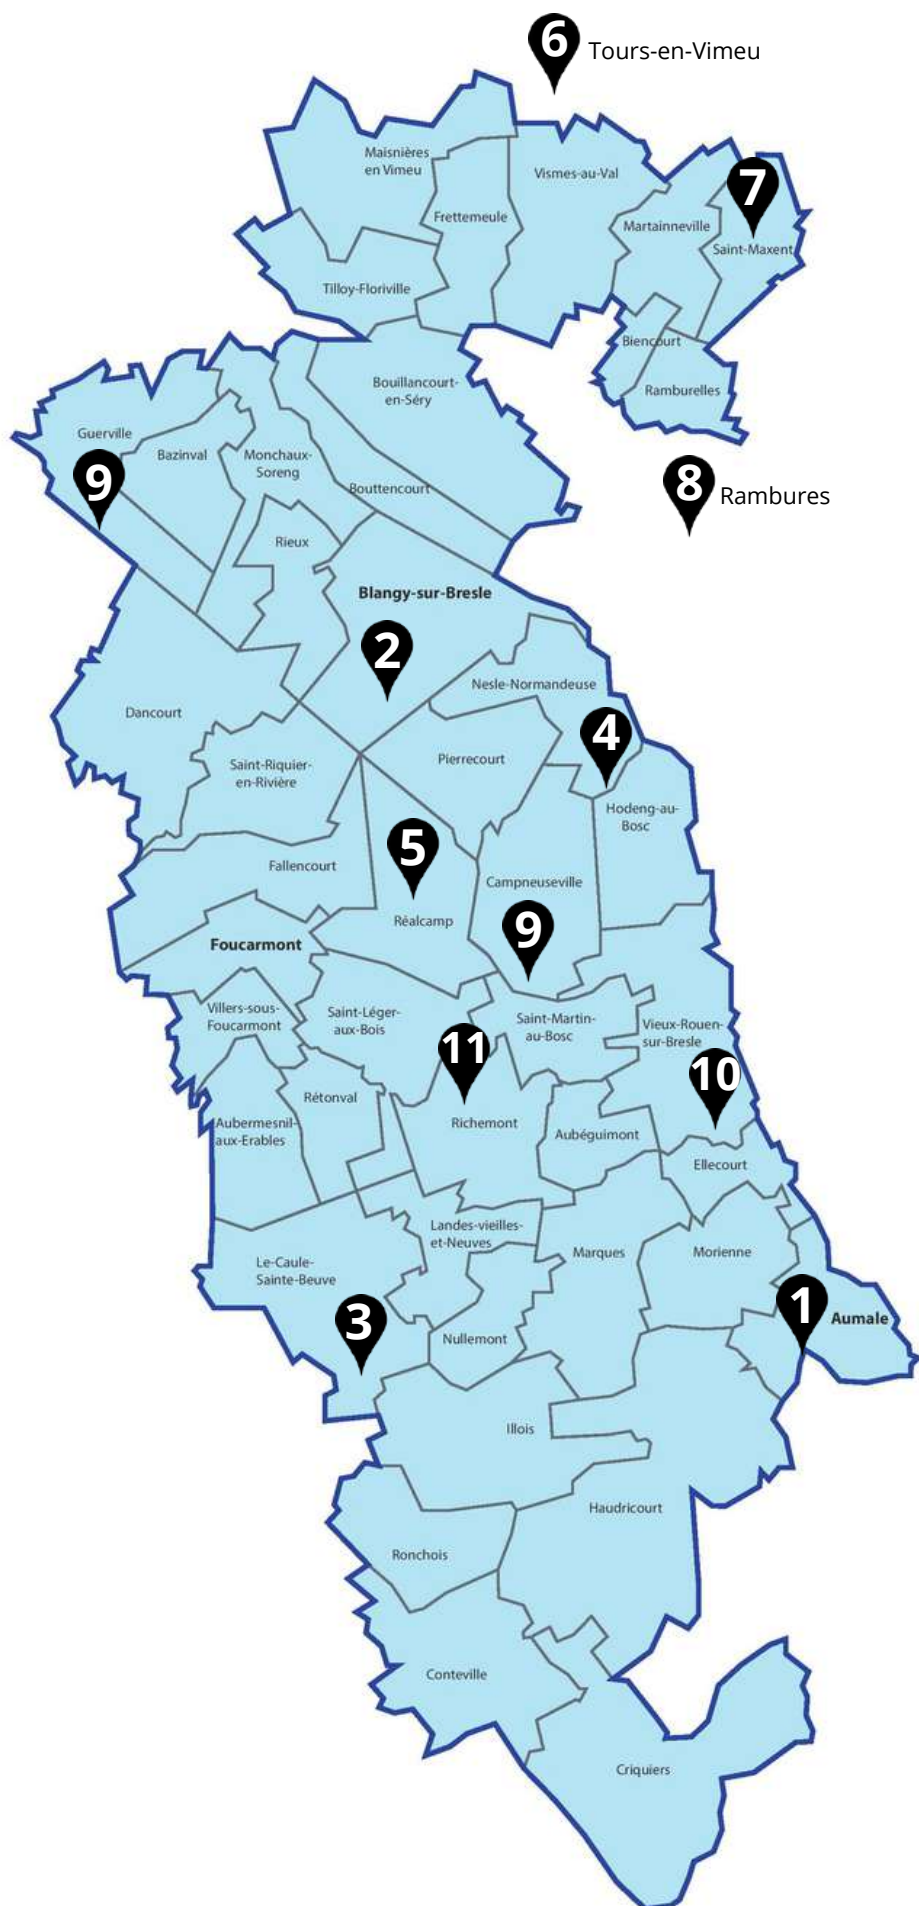 6
Tours-en-Vimeu
Maisnières
en Vimeu
Vismes-au-Val
7
Frettemeule
Martainneville
Saint-Maxent
Tilloy-Floriville
Biencourt
Bouillancourt-
en-Séry
Ramburelles
Guerville
Bazinval
Monchaux-
Soreng
9
Bouttencourt
8
Rambures
Rieux
Blangy-sur-Bresle
2
Nesle-Normandeuse
Dancourt
4
Saint-Riquier-
en-Rivière
Pierrecourt
Hodeng-au-
Bosc
5
Fallencourt
Campneuseville
Réalcamp
9
Foucarmont
Villers-sous-
Foucarmont
Saint-Léger-
aux-Bois
Saint-Martin-
au-Bosc
Vieux-Rouen-
sur-Bresle
11
10
Rétonval
Aubermesnil-
aux-Erables
Richemont
Aubéguimont
Ellecourt
Landes-vieilles-
et-Neuves
Marques
Morienne
Le-Caule-
Sainte-Beuve
3
1
Aumale
Nullemont
Illois
Haudricourt
Ronchois
Conteville
Criquiers